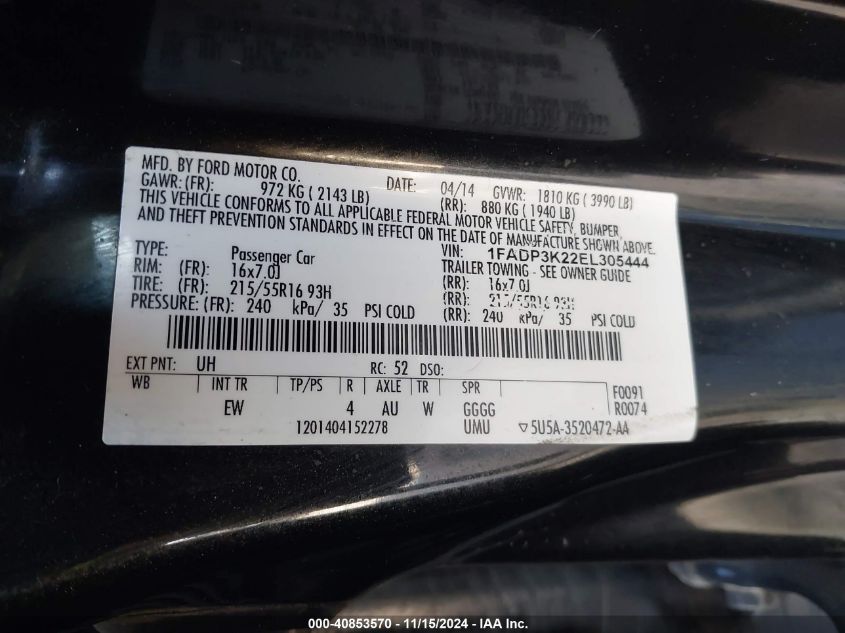 MFD. BY FORD MOTOR CO.
DATE: 04/14 GVWR: 1810 KG ( 3990 LB)
GAWR: (FR): 972 KG ( 2143 LB) (RR): 880 KG ( 1940 LB)
THIS VEHICLE CONFORMS TO ALL APPLICABLE FEDERAL MOTOR VEHICLE SAFETY, BUMPER,
AND THEFT PREVENTION STANDARDS IN EFFECT ON THE DATE OF MANUFACTURE SHOWN ABOVE.
VIN: 1FADP3K22EL305444
TYPE: Passenger Car TRAILER TOWING - SEE OWNER GUIDE
RIM: (FR): 16x7.0J (RR): 16x7.0J
TIRE: (FR): 215/55R16 93H (RR): 215/55R16 93H
PRESSURE: (FR): 240 kPa/ 35 PSI COLD (RR): 240 kPa/ 35 PSI COLD
EXT PNT: UH RC: 52 DSO:
WB INT TR TP/PS R AXLE TR SPR F0091
EW 4 AU W GGGG R0074
1201404152278 UMU ▽5U5A-3520472-AA
000-40853570 - 11/15/2024 - IAA Inc.